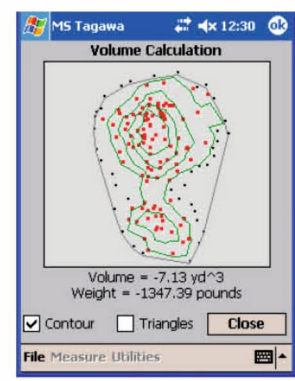 MS Tagawa 12:30 ok
Volume Calculation
Volume = -7.13 yd^3
Weight = -1347.39 pounds
Contour Triangles Close
File Measure Utilities